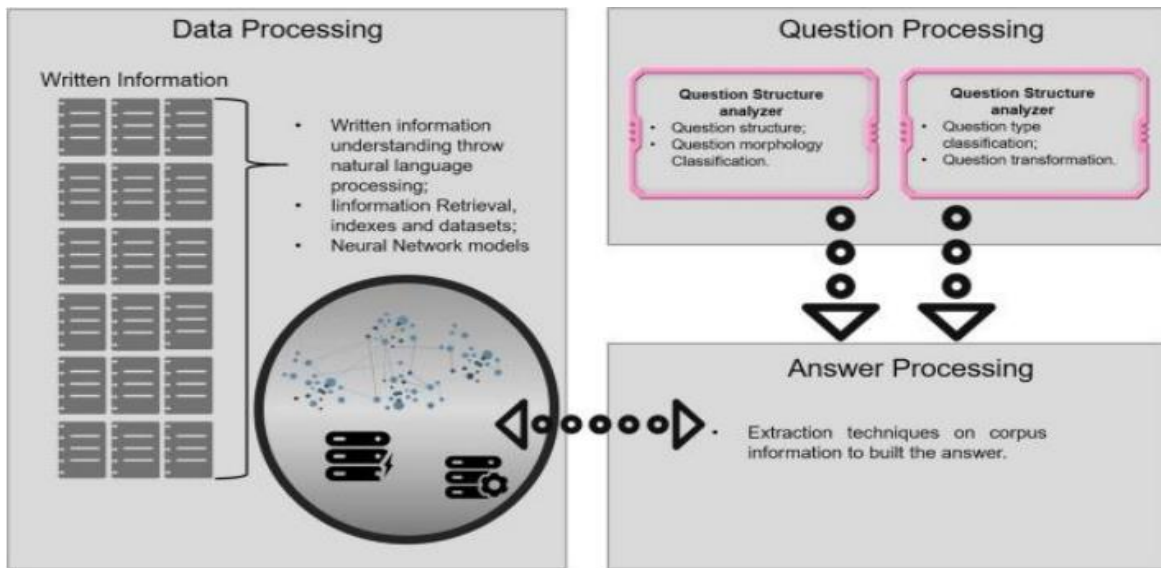 Data Processing
Written Information
• Written information
understanding throw
natural language
processing;
• Iinformation Retrieval,
indexes and datasets;
• Neural Network models
Question Processing
Question Structure
analyzer
• Question structure;
• Question morphology
Classification.
Question Structure
analyzer
• Question type
classification;
• Question transformation.
Answer Processing
• Extraction techniques on corpus
information to built the answer.